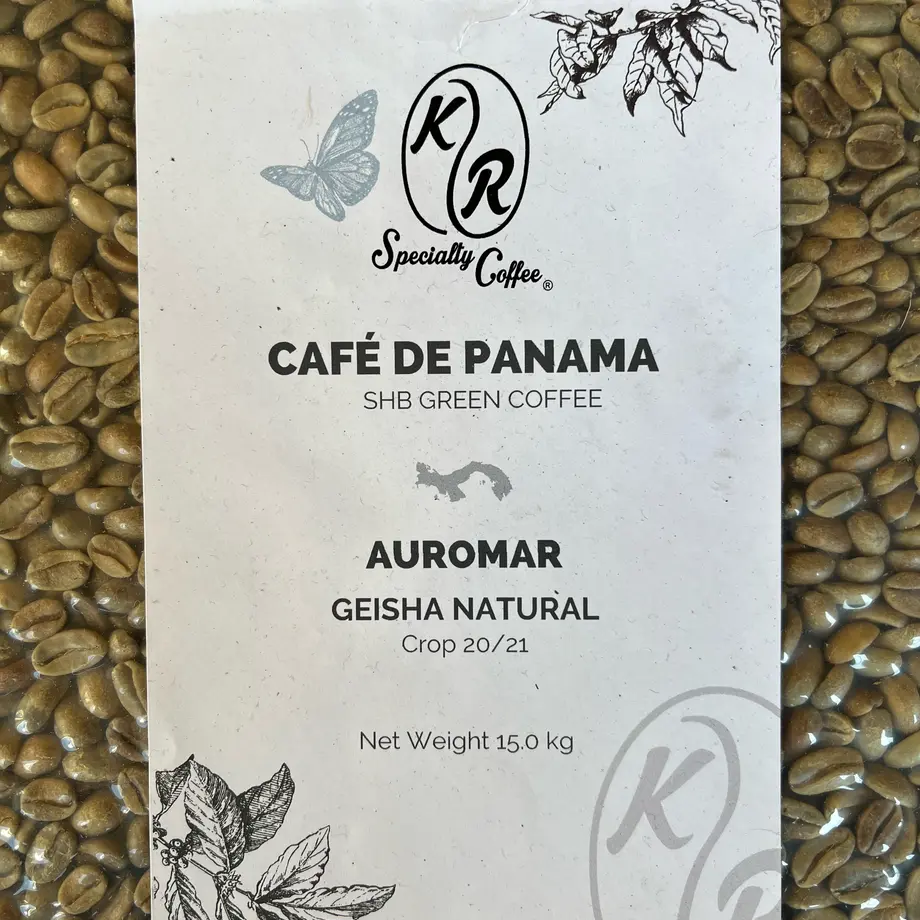 K R
Specialty Coffee®
CAFÉ DE PANAMA
SHB GREEN COFFEE
AUROMAR
GEISHA NATURAL
Crop 20/21
Net Weight 15.0 kg
K
R